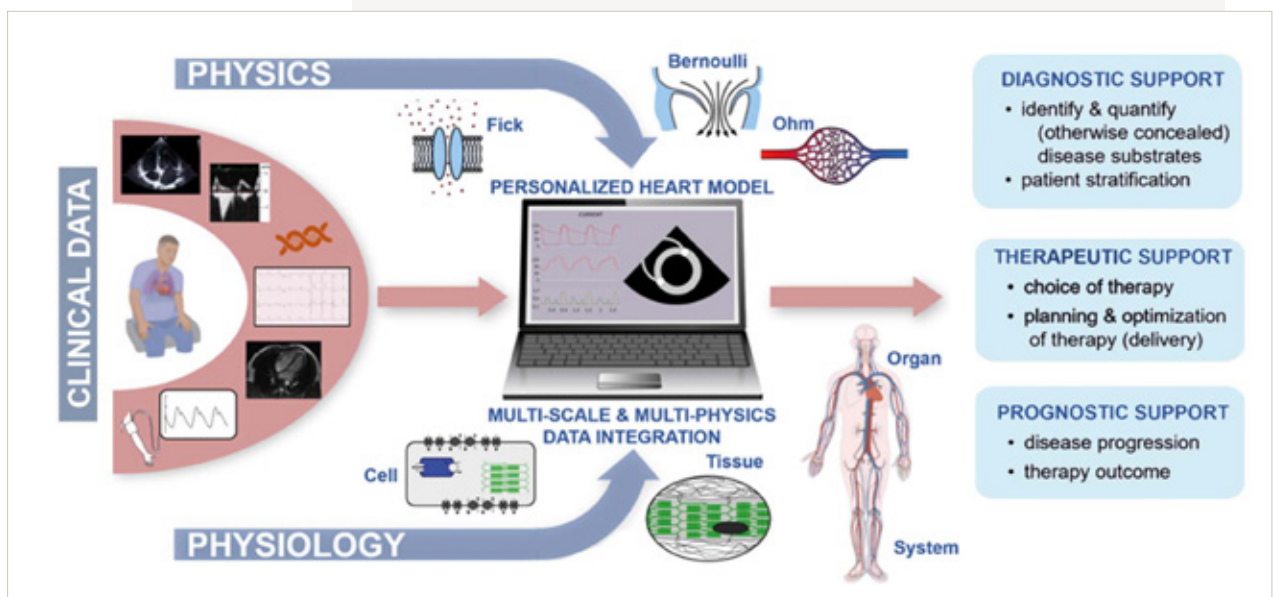 PHYSICS
Bernoulli
Fick
Ohm
CLINICAL DATA
PERSONALIZED HEART MODEL
CURRENT
MULTI-SCALE & MULTI-PHYSICS
DATA INTEGRATION
Cell
Tissue
PHYSIOLOGY
Organ
System
DIAGNOSTIC SUPPORT
• identify & quantify
(otherwise concealed)
disease substrates
• patient stratification
THERAPEUTIC SUPPORT
• choice of therapy
• planning & optimization
of therapy (delivery)
PROGNOSTIC SUPPORT
• disease progression
• therapy outcome